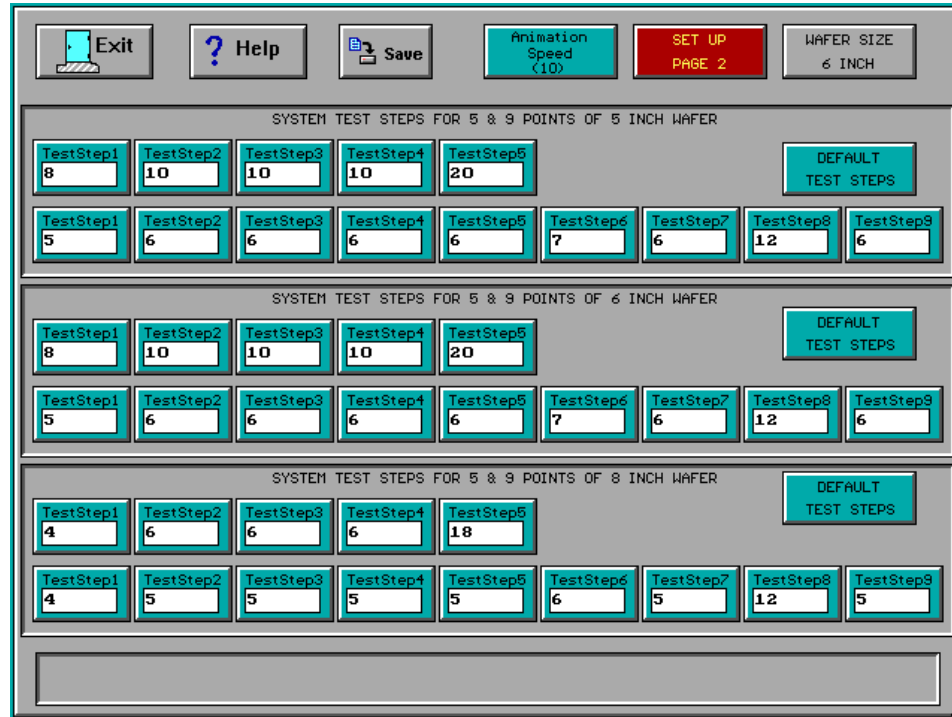 Exit
Help
Save
Animation
Speed
(10)
SET UP
PAGE 2
WAFER SIZE
6 INCH
SYSTEM TEST STEPS FOR 5 & 9 POINTS OF 5 INCH WAFER
TestStep1 TestStep2 TestStep3 TestStep4 TestStep5
8 10 10 10 20
DEFAULT
TEST STEPS
TestStep1 TestStep2 TestStep3 TestStep4 TestStep5 TestStep6 TestStep7 TestStep8 TestStep9
5 6 6 6 6 7 6 12 6
SYSTEM TEST STEPS FOR 5 & 9 POINTS OF 6 INCH WAFER
TestStep1 TestStep2 TestStep3 TestStep4 TestStep5
8 10 10 10 20
DEFAULT
TEST STEPS
TestStep1 TestStep2 TestStep3 TestStep4 TestStep5 TestStep6 TestStep7 TestStep8 TestStep9
5 6 6 6 6 7 6 12 6
SYSTEM TEST STEPS FOR 5 & 9 POINTS OF 8 INCH WAFER
TestStep1 TestStep2 TestStep3 TestStep4 TestStep5
4 6 6 6 18
DEFAULT
TEST STEPS
TestStep1 TestStep2 TestStep3 TestStep4 TestStep5 TestStep6 TestStep7 TestStep8 TestStep9
4 5 5 5 5 6 5 12 5